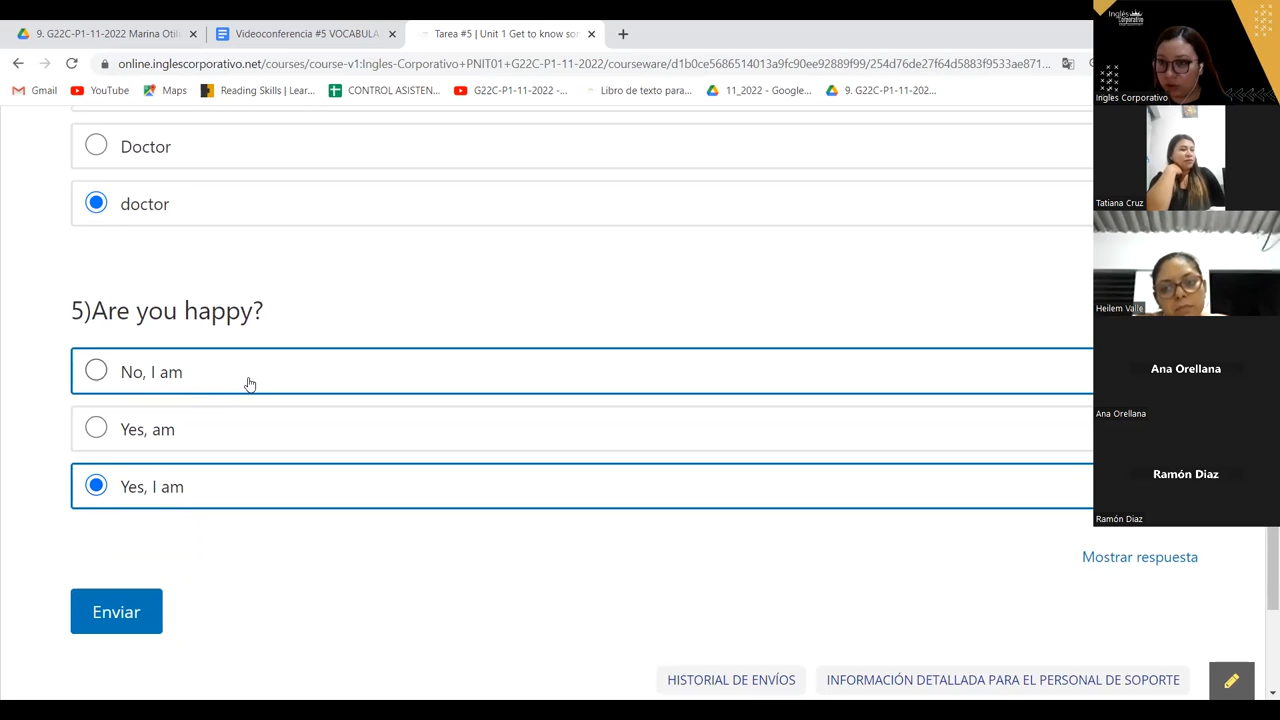 9. G22C-P1-11-2022 Marina Otil
Videoconferencia #5 VOCABULA
Tarea #5 | Unit 1 Get to know so
online.inglescorporativo.net/courses/course-v1:Ingles-Corporativo+PNT01+G22C-P1-11-2022/courseware/d1b0ce5686514013a9fc90ee92889f99/254d76de27f64d5883f9533ae871...
Gmail
YouTube
Maps
Reading Skills | Lear...
CONTROL ASISTEN...
G22C-P1-11-2022 -...
Libro de texto para...
11_2022 - Google...
9. G22C-P1-11-202...
Doctor
doctor
5)Are you happy?
No, I am
Yes, am
Yes, I am
Mostrar respuesta
Enviar
HISTORIAL DE ENVÍOS
INFORMACIÓN DETALLADA PARA EL PERSONAL DE SOPORTE
Inglés
Corporativo
Ingles Corporativo
Tatiana Cruz
Heilem Valle
Ana Orellana
Ana Orellana
Ramón Diaz
Ramón Diaz